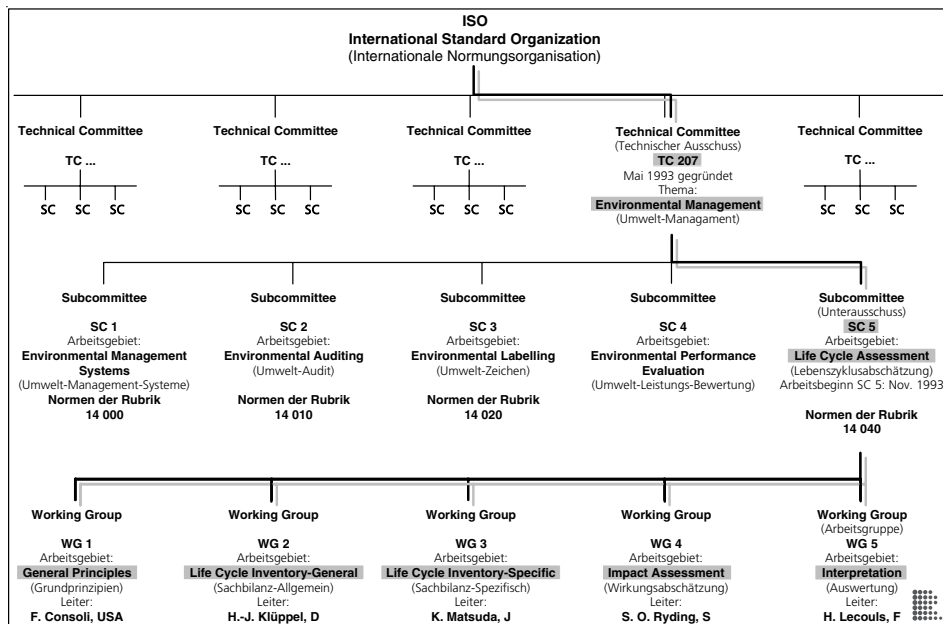 ISO
International Standard Organization
(Internationale Normungsorganisation)
Technical Committee
TC ...
SC SC SC
Technical Committee
TC ...
SC SC SC
Technical Committee
TC ...
SC SC SC
Technical Committee
(Technischer Ausschuss)
TC 207
Mai 1993 gegründet
Thema:
Environmental Management
(Umwelt-Managament)
Technical Committee
TC ...
SC SC SC
Subcommittee
SC 1
Arbeitsgebiet:
Environmental Management
Systems
(Umwelt-Management-Systeme)
Normen der Rubrik
14 000
Subcommittee
SC 2
Arbeitsgebiet:
Environmental Auditing
(Umwelt-Audit)
Normen der Rubrik
14 010
Subcommittee
SC 3
Arbeitsgebiet:
Environmental Labelling
(Umwelt-Zeichen)
Normen der Rubrik
14 020
Subcommittee
SC 4
Arbeitsgebiet:
Environmental Performance
Evaluation
(Umwelt-Leistungs-Bewertung)
Subcommittee
(Unterausschuss)
SC 5
Arbeitsgebiet:
Life Cycle Assessment
(Lebenszyklusabschätzung)
Arbeitsbeginn SC 5: Nov. 1993
Normen der Rubrik
14 040
Working Group
WG 1
Arbeitsgebiet:
General Principles
(Grundprinzipien)
Leiter:
F. Consoli, USA
Working Group
WG 2
Arbeitsgebiet:
Life Cycle Inventory-General
(Sachbilanz-Allgemein)
Leiter:
H.-J. Klüppel, D
Working Group
WG 3
Arbeitsgebiet:
Life Cycle Inventory-Specific
(Sachbilanz-Spezifisch)
Leiter:
K. Matsuda, J
Working Group
WG 4
Arbeitsgebiet:
Impact Assessment
(Wirkungsabschätzung)
Leiter:
S. O. Ryding, S
Working Group
(Arbeitsgruppe)
WG 5
Arbeitsgebiet:
Interpretation
(Auswertung)
Leiter:
H. Lecouls, F